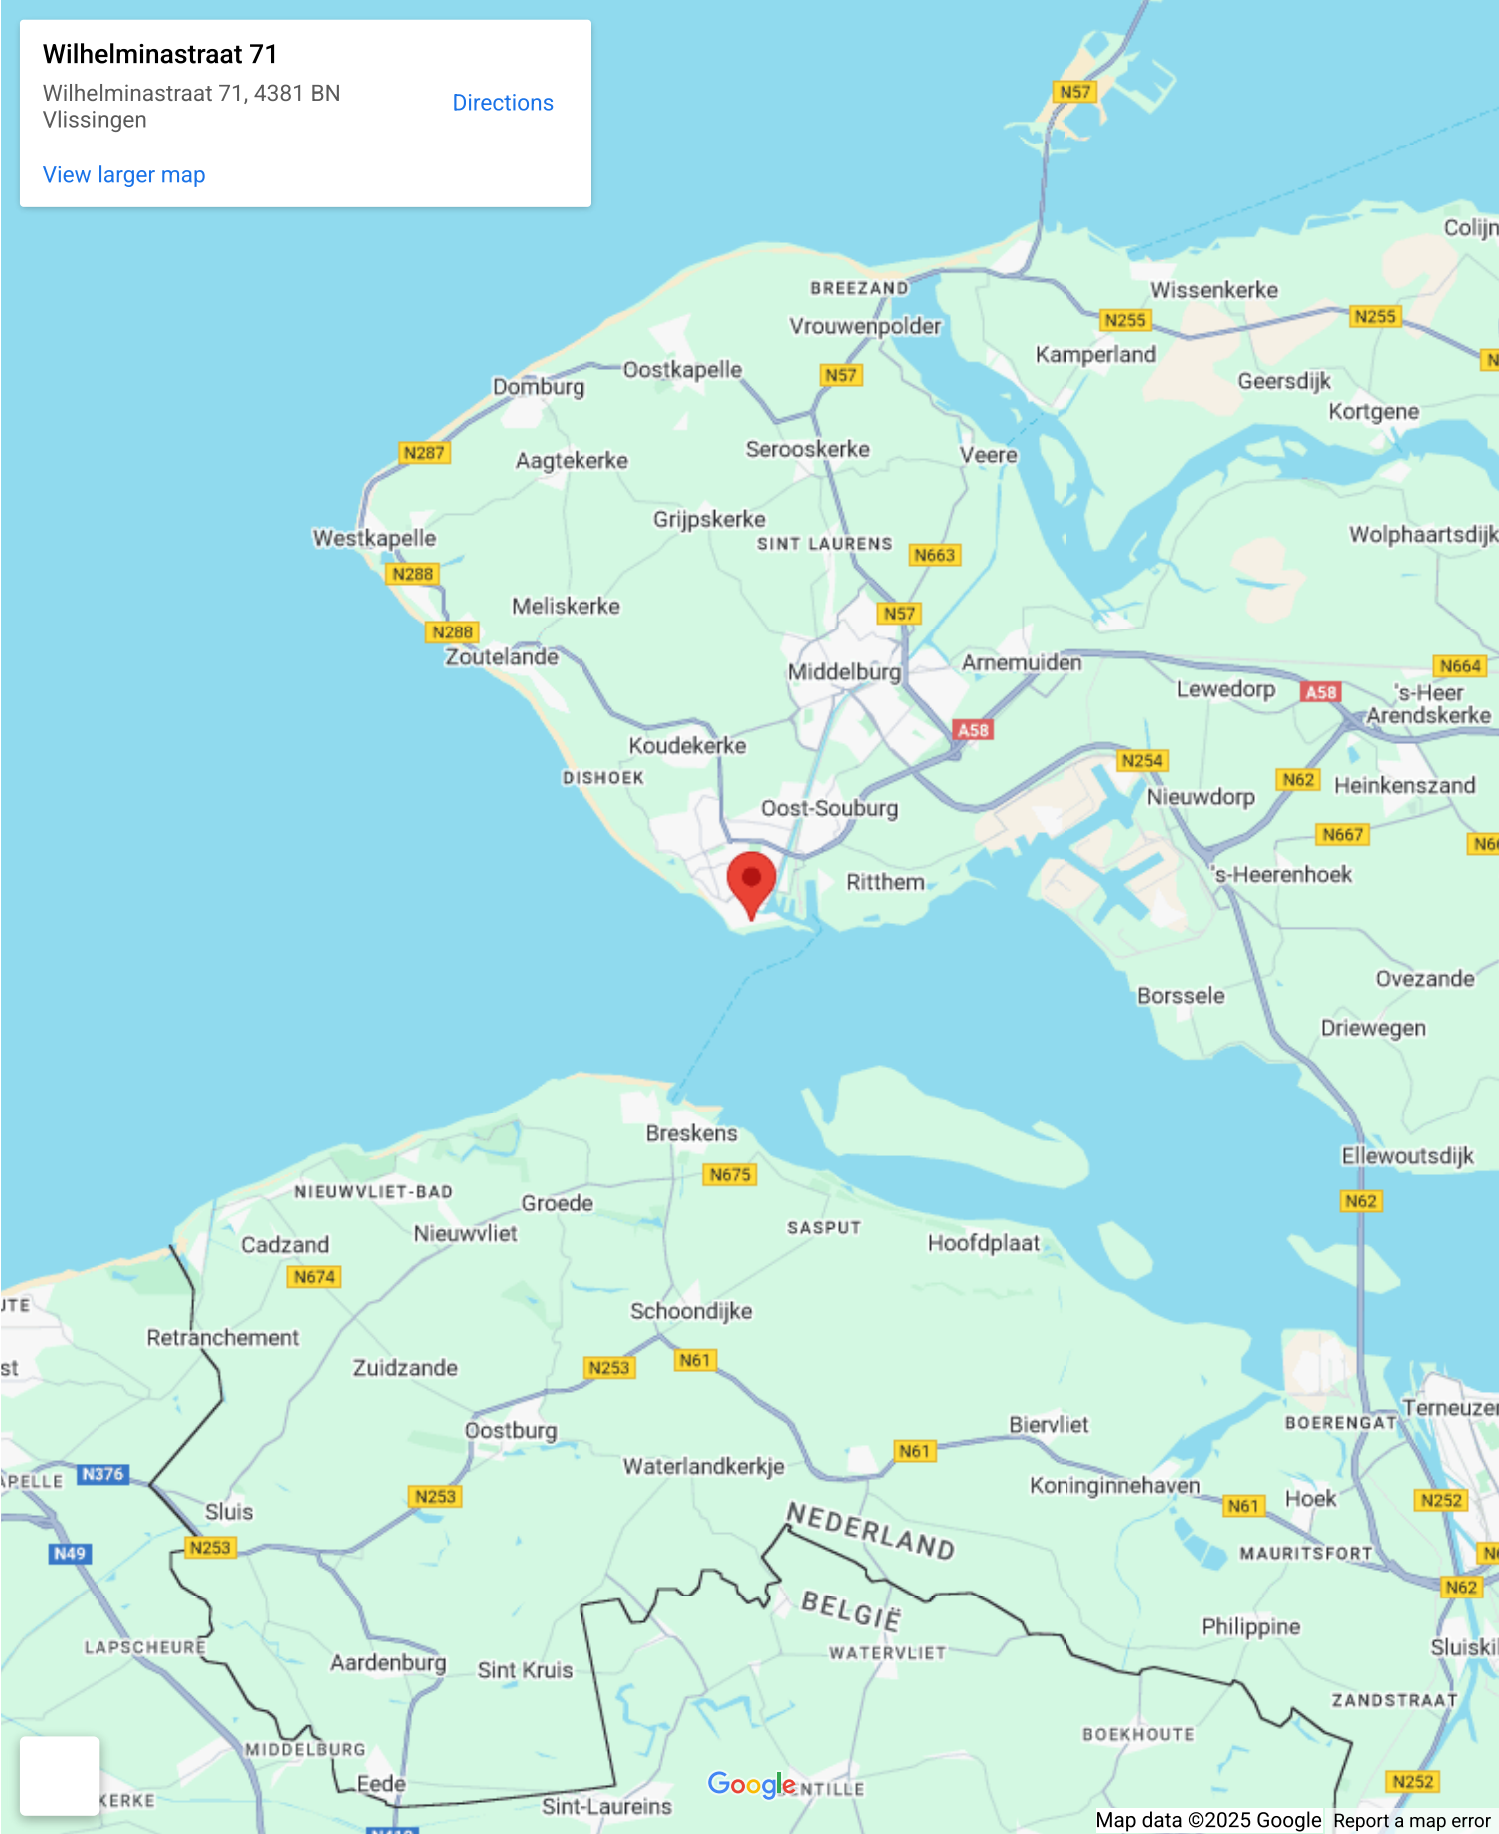 Wilhelminastraat 71
Wilhelminastraat 71, 4381 BN
Vlissingen
Directions
View larger map
N57
Colijn
BREEZAND
Wissenkerke
Vrouwenpolder
N255
N255
Kamperland
N57
Oostkapelle
Domburg
Geersdijk
Kortgene
N287
Serooskerke
Veere
Aagtekerke
Grijpskerke
Westkapelle
SINT LAURENS
N663
Wolphaartsdijk
N288
Meliskerke
N57
N288
Zoutelande
Middelburg
Arnemuiden
N664
Lewedorp
A58
's-Heer
Arendskerke
A58
Koudekerke
DISHOEK
N254
N62
Heinkenszand
Nieuwdorp
Oost-Souburg
N667
Ritthem
's-Heerenhoek
Ovezande
Borssele
Driewegen
Breskens
Ellewoutsdijk
N675
NIEUWVLIET-BAD
Groede
N62
Nieuwvliet
SASPUT
Cadzand
Hoofdplaat
N674
Schoondijke
Retranchement
N61
Zuidzande
N253
Terneuzen
Biervliet
BOERENGAT
Oostburg
N61
Waterlandkerkje
N376
Koninginnehaven
N253
Hoek
N252
N61
Sluis
NEDERLAND
N253
N49
MAURITSFORT
N62
BELGIË
Philippine
LAPSCHEURE
WATERVLIET
Sluiskil
Aardenburg
Sint Kruis
ZANDSTRAAT
BOEKHOUTE
MIDDELBURG
Eede
Google
ENTILLE
N252
KERKE
Sint-Laureins
Map data ©2025 Google
Report a map error